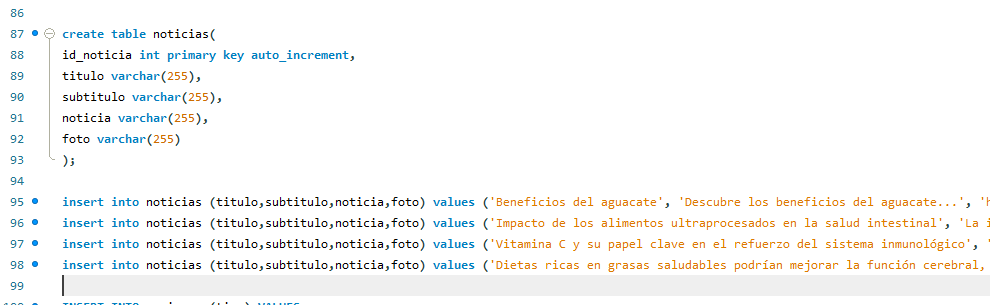 86
87 create table noticias(
88 id_noticia int primary key auto_increment,
89 titulo varchar(255),
90 subtitulo varchar(255),
91 noticia varchar(255),
92 foto varchar(255)
93 );
94
95 insert into noticias (titulo,subtitulo,noticia,foto) values ('Beneficios del aguacate', 'Descubre los beneficios del aguacate...', 'h
96 insert into noticias (titulo,subtitulo,noticia,foto) values ('Impacto de los alimentos ultraprocesados en la salud intestinal', 'La i
97 insert into noticias (titulo,subtitulo,noticia,foto) values ('Vitamina C y su papel clave en el refuerzo del sistema inmunológico', '
98 insert into noticias (titulo,subtitulo,noticia,foto) values ('Dietas ricas en grasas saludables podrían mejorar la función cerebral,
99